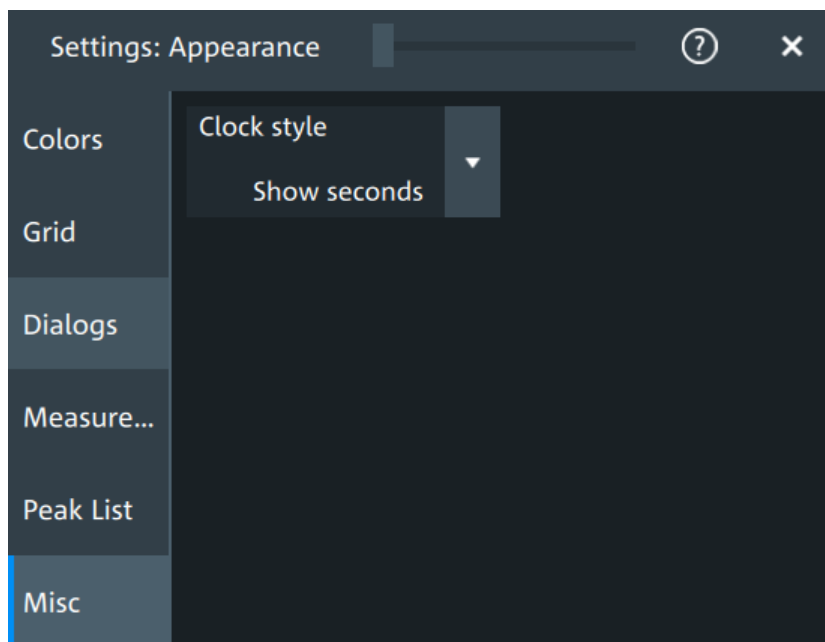 Settings: Appearance
Colors
Grid
Dialogs
Measure...
Peak List
Misc
Clock style
Show seconds